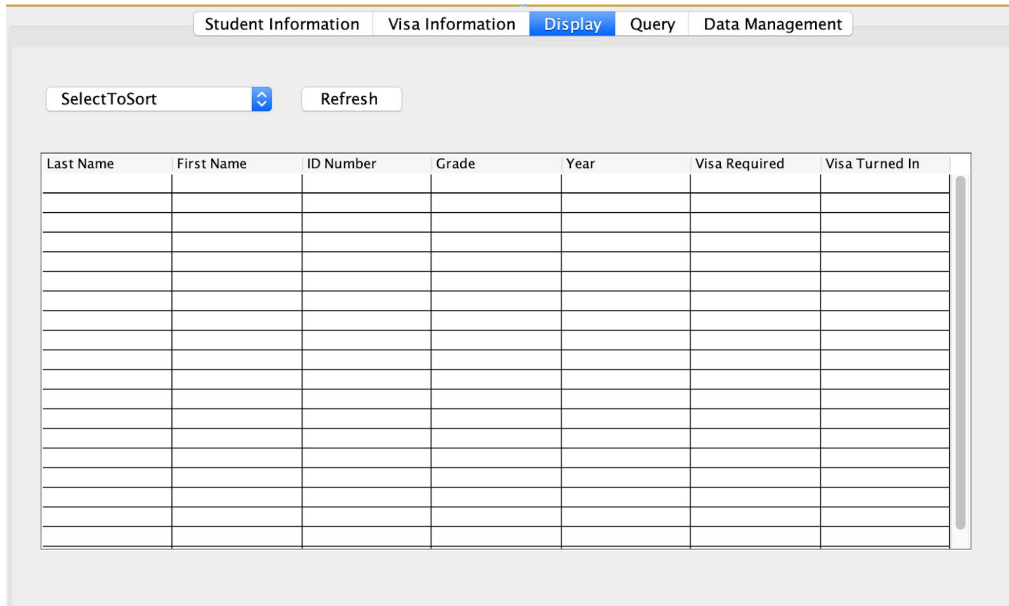 Student Information Visa Information Display Query Data Management
SelectToSort Refresh
Last Name First Name ID Number Grade Year Visa Required Visa Turned In